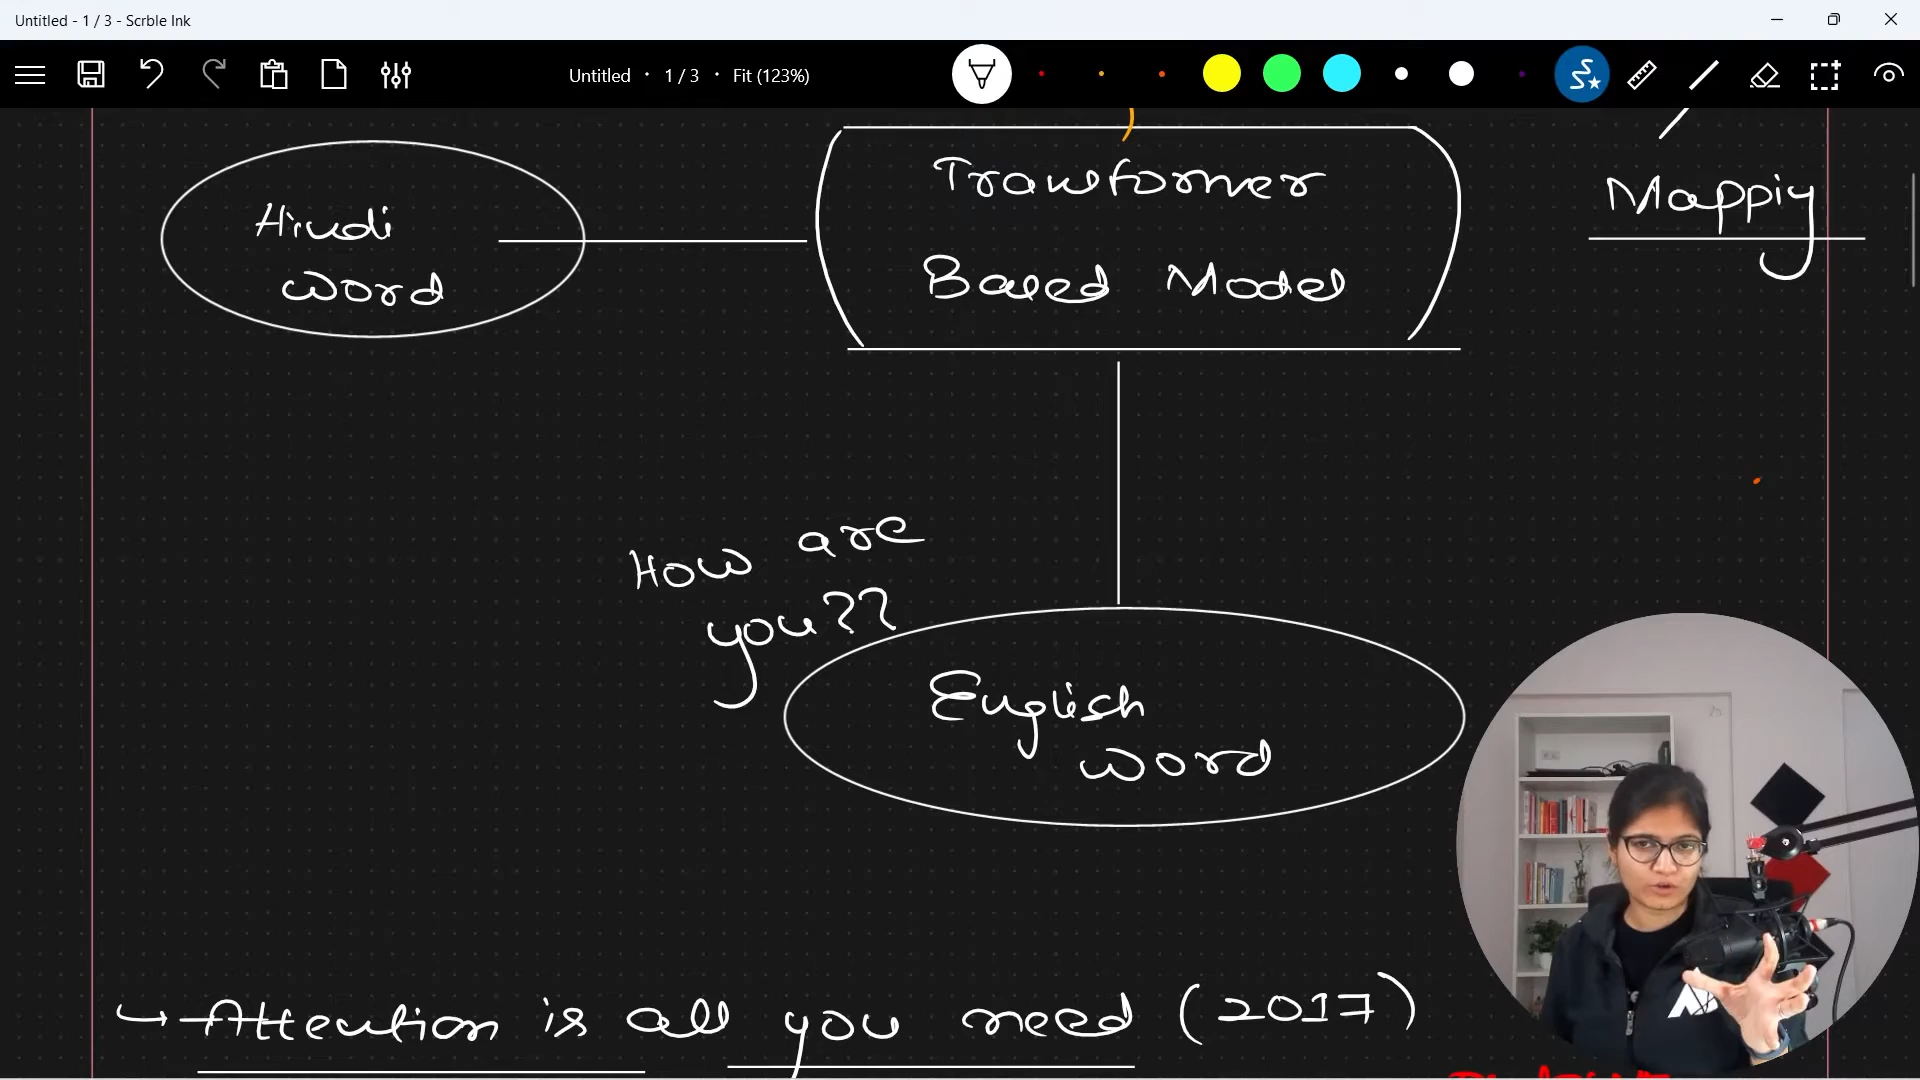 Untitled - 1 / 3 - Scrble Ink
Untitled • 1 / 3 • Fit (123%)
Hindi
word
Transformer
Based Model
Mapping
How are
you??
English
word
Attention is all you need (2017)